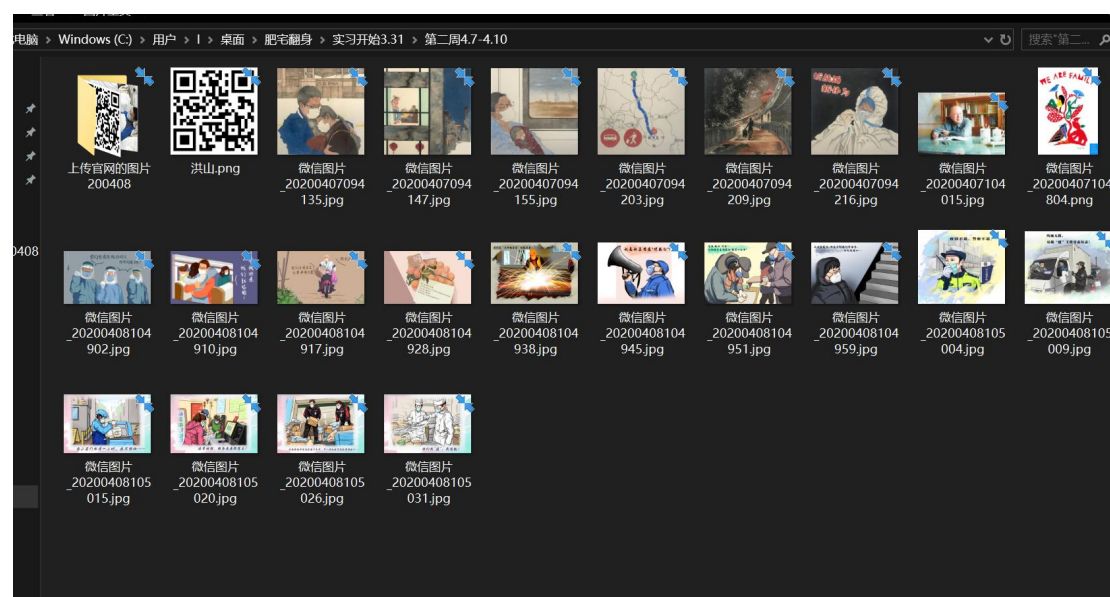 电脑 › Windows (C:) › 用户 › l › 桌面 › 肥宅翻身 › 实习开始3.31 › 第二周4.7-4.10
搜索"第二...
上传官网的图片
200408
洪山.png
微信图片
_20200407094
135.jpg
微信图片
_20200407094
147.jpg
微信图片
_20200407094
155.jpg
微信图片
_20200407094
203.jpg
微信图片
_20200407094
209.jpg
微信图片
_20200407094
216.jpg
微信图片
_20200407104
015.jpg
WE ARE FAMIL
微信图片
_20200407104
804.png
0408
微信图片
_20200408104
902.jpg
微信图片
_20200408104
910.jpg
微信图片
_20200408104
917.jpg
微信图片
_20200408104
928.jpg
微信图片
_20200408104
938.jpg
微信图片
_20200408104
945.jpg
微信图片
_20200408104
951.jpg
微信图片
_20200408104
959.jpg
微信图片
_20200408105
004.jpg
微信图片
_20200408105
009.jpg
微信图片
_20200408105
015.jpg
微信图片
_20200408105
020.jpg
微信图片
_20200408105
026.jpg
微信图片
_20200408105
031.jpg